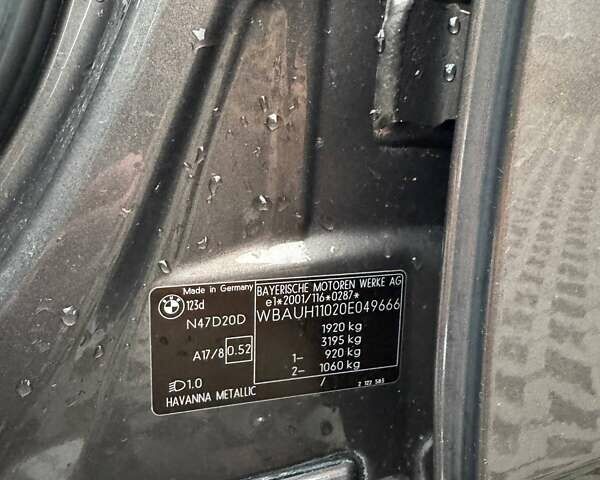 Made in Germany
BMW
123d
N47D20D
A17/8 0.52
1.0
HAVANNA METALLIC
BAYERISCHE MOTOREN WERKE AG
e1*2001/116*0287*
WBAUH11020E049666
1920 kg
3195 kg
1– 920 kg
2– 1060 kg
/